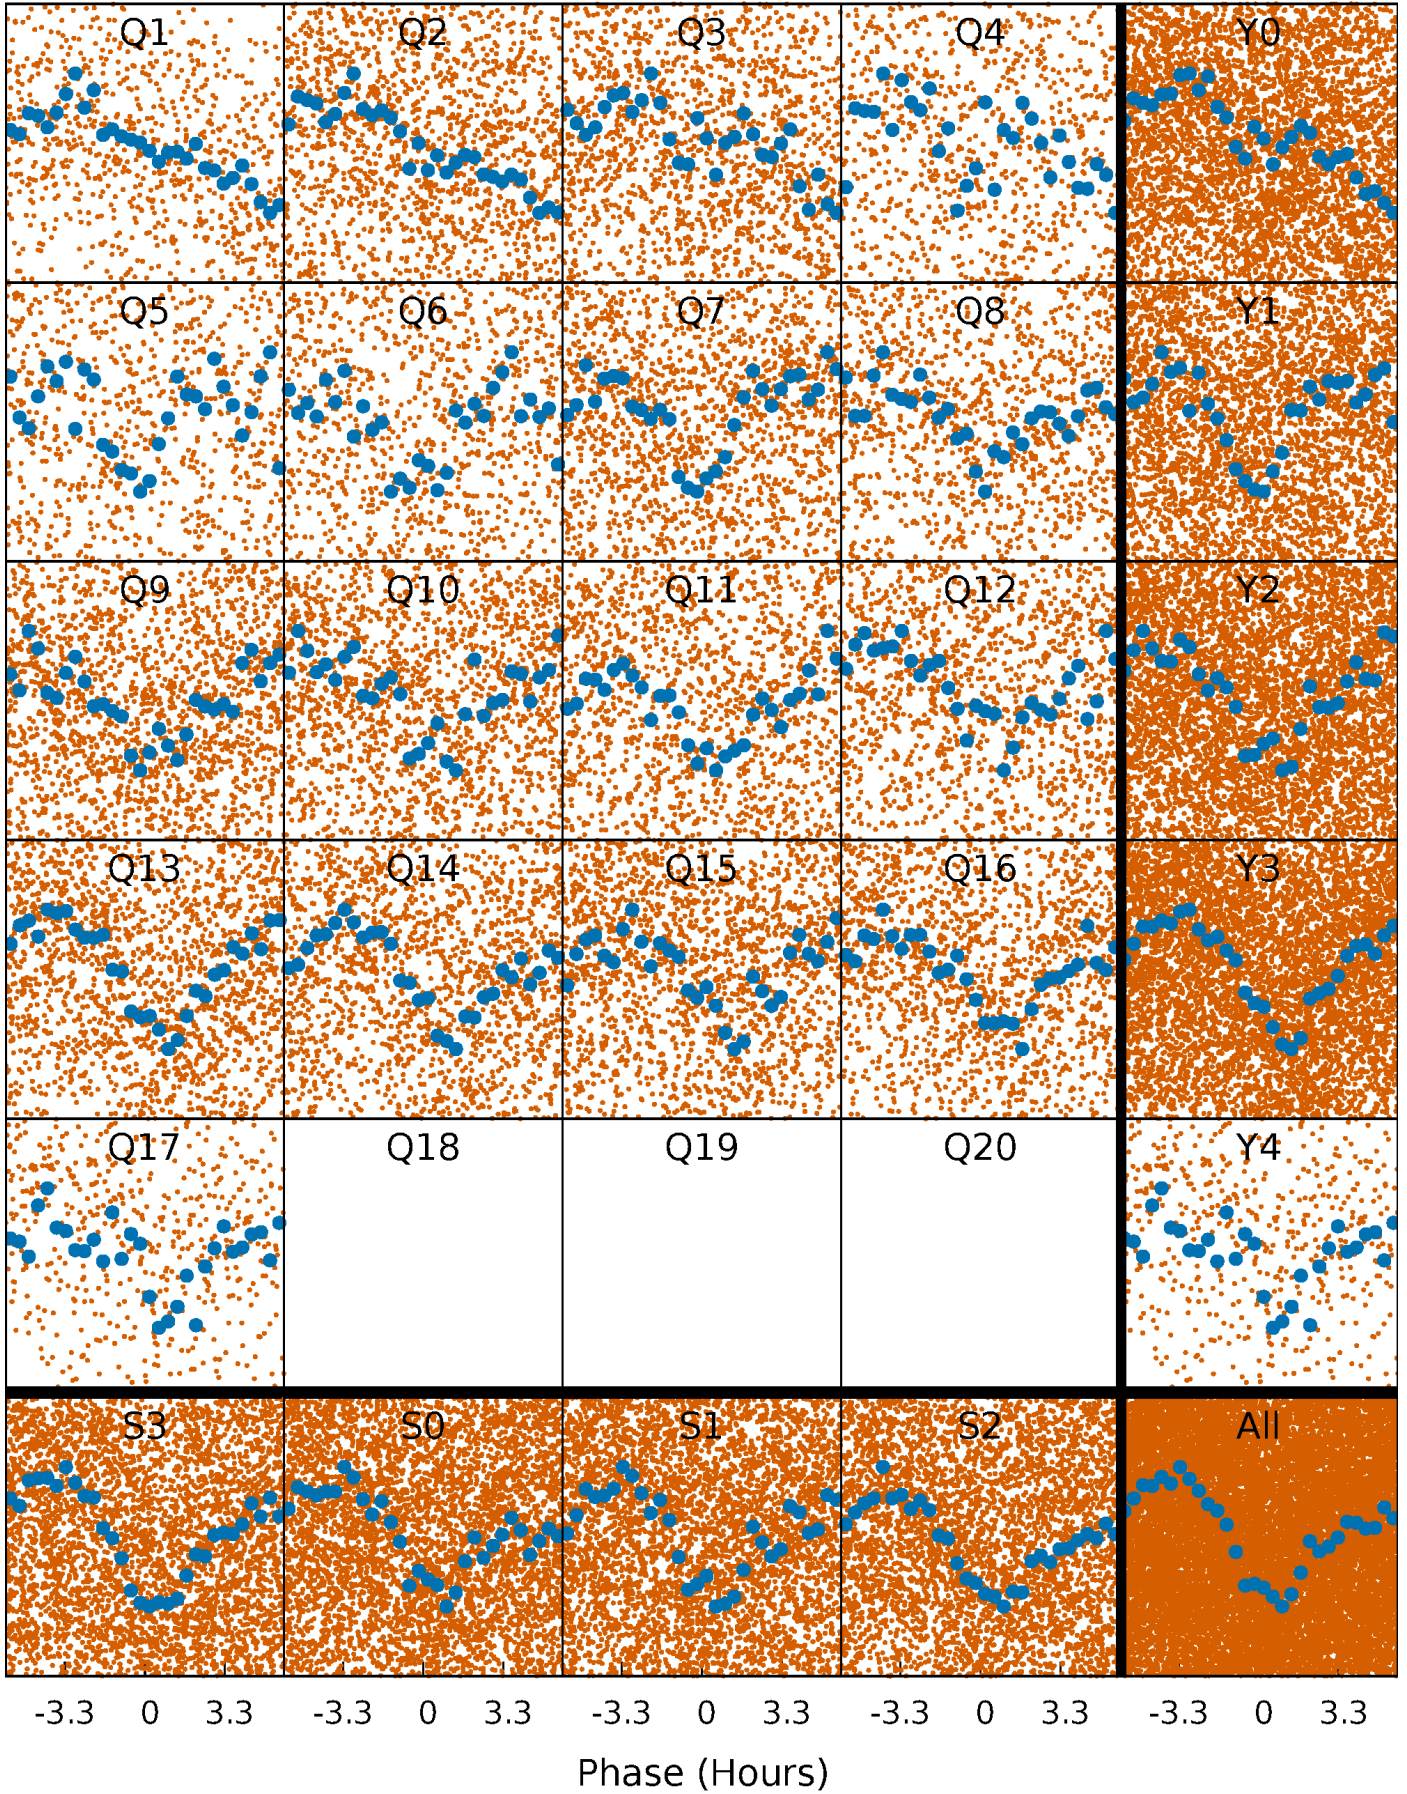 Q1 Q2 Q3 Q4 Y0
Q5 Q6 Q7 Q8 Y1
Q9 Q10 Q11 Q12 Y2
Q13 Q14 Q15 Q16 Y3
Q17 Q18 Q19 Q20 Y4
S3 S0 S1 S2 All
-3.3 0 3.3 -3.3 0 3.3 -3.3 0 3.3 -3.3 0 3.3 -3.3 0 3.3
Phase (Hours)